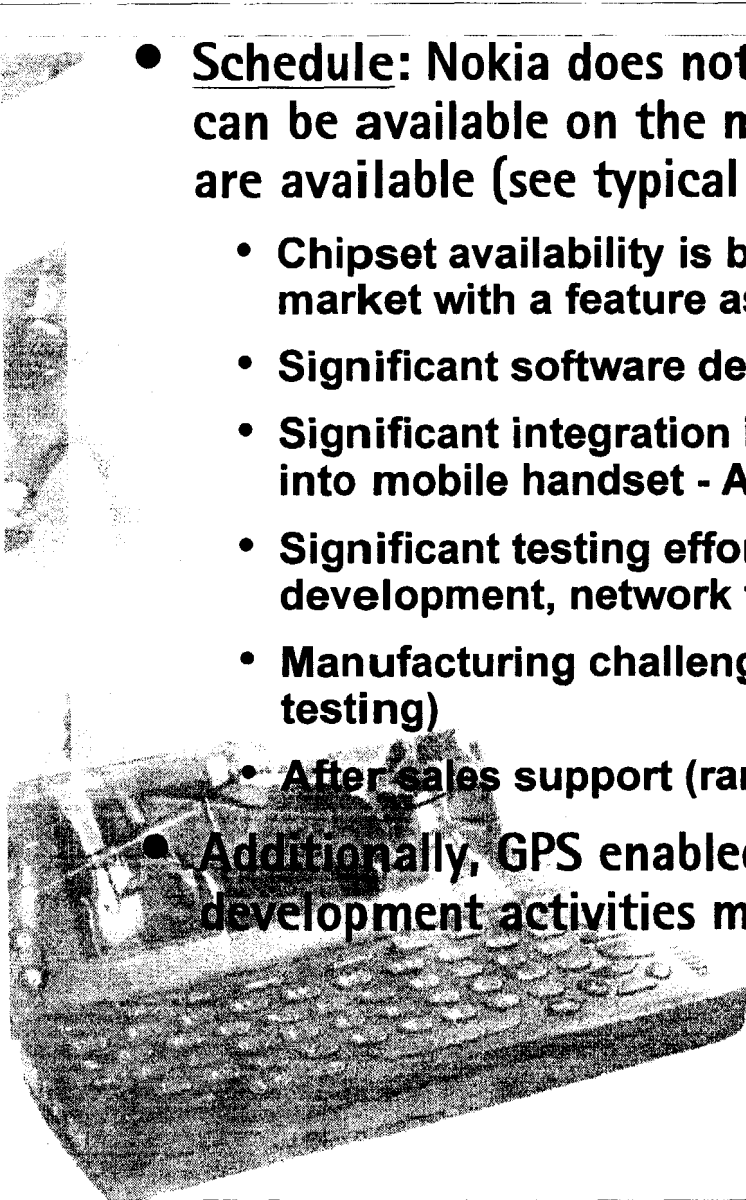 • Schedule: Nokia does not
can be available on the m
are available (see typical
• Chipset availability is b
market with a feature as
• Significant software de
• Significant integration
into mobile handset - A
• Significant testing effor
development, network
• Manufacturing challeng
testing)
• After sales support (ra
• Additionally, GPS enable
development activities m